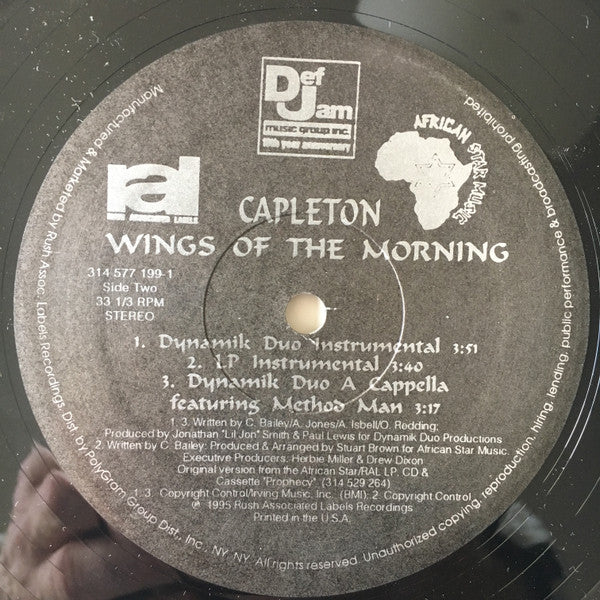 Def
Jam
music group inc.
10th year anniversary
AFRICAN STAR MUSIC
ral
RUSH ASSOCIATED LABELS
CAPLETON
WINGS OF THE MORNING
314 577 199-1
Side Two
33 1/3 RPM
STEREO
1. Dynamik Duo Instrumental 3:51
2. LP Instrumental 3:40
3. Dynamik Duo A Cappella
featuring Method Man 3:17
1. 3. Written by C. Bailey/A. Jones/A. Isbell/O. Redding;
Produced by Jonathan "Lil Jon" Smith & Paul Lewis for Dynamik Duo Productions
2. Written by C. Bailey; Produced & Arranged by Stuart Brown for African Star Music.
Executive Producers: Herbie Miller & Drew Dixon
Original version from the African Star/RAL LP, CD &
Cassette "Prophecy" (314 529 264)
1. 3. Copyright Control/Irving Music, Inc. (BMI); 2. Copyright Control
℗ 1995 Rush Associated Labels Recordings
Printed in the U.S.A.
Manufactured & Marketed by Rush Assoc. Labels Recordings, Dist. by PolyGram Group Dist., Inc., NY, NY. All rights reserved. Unauthorized copying, reproduction, hiring, lending, public performance & broadcasting prohibited.